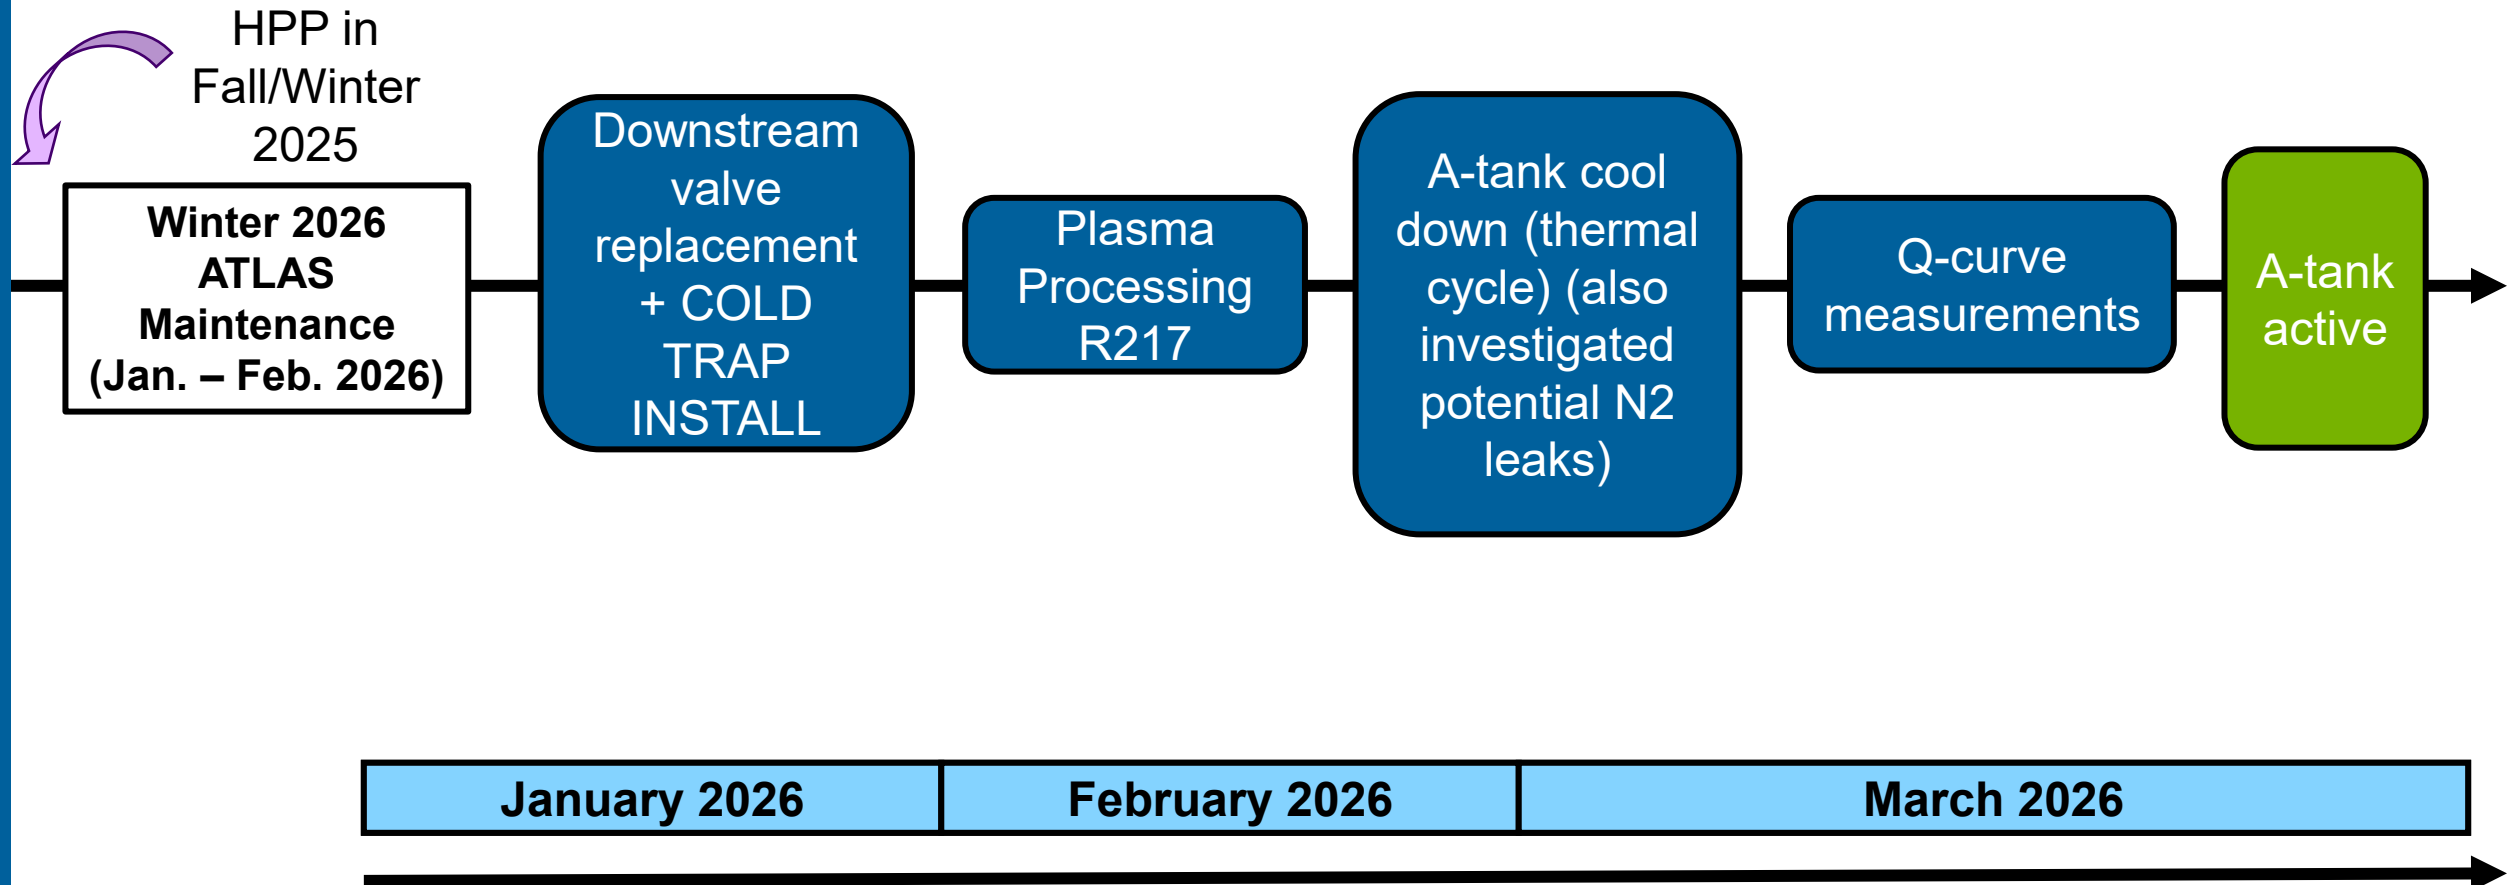 HPP in
Fall/Winter
2025
Winter 2026
ATLAS
Maintenance
(Jan. – Feb. 2026)
Downstream
valve
replacement
+ COLD
TRAP
INSTALL
Plasma
Processing
R217
A-tank cool
down (thermal
cycle) (also
investigated
potential N2
leaks)
Q-curve
measurements
A-tank
active
January 2026
February 2026
March 2026